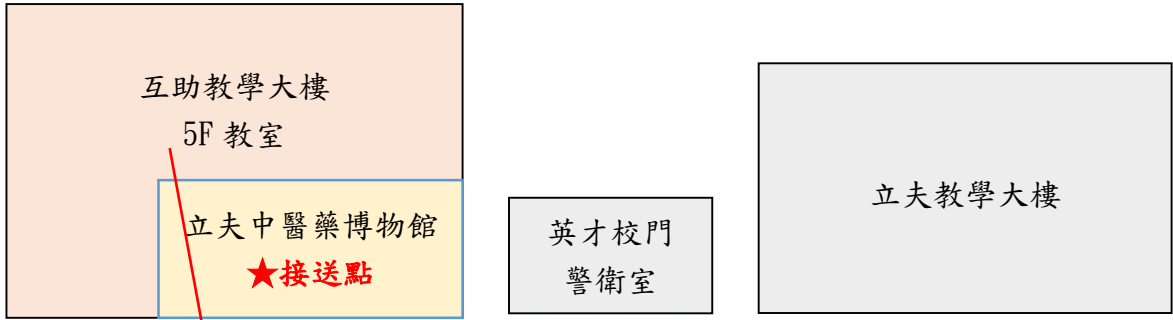 互助教學大樓
5F 教室
立夫中醫藥博物館
★接送點
英才校門
警衛室
立夫教學大樓